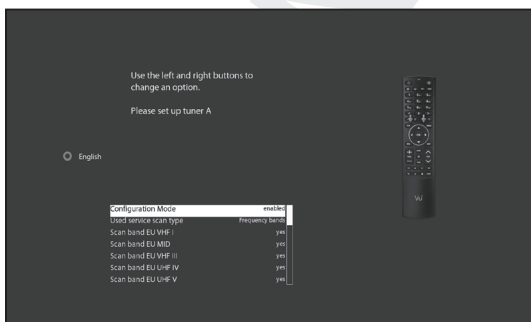 Use the left and right buttons to
change an option.
Please set up tuner A
English
Configuration Mode enabled
Used service scan type Frequency bands
Scan band EU VHF I yes
Scan band EU MID yes
Scan band EU VHF III yes
Scan band EU UHF IV yes
Scan band EU UHF V yes